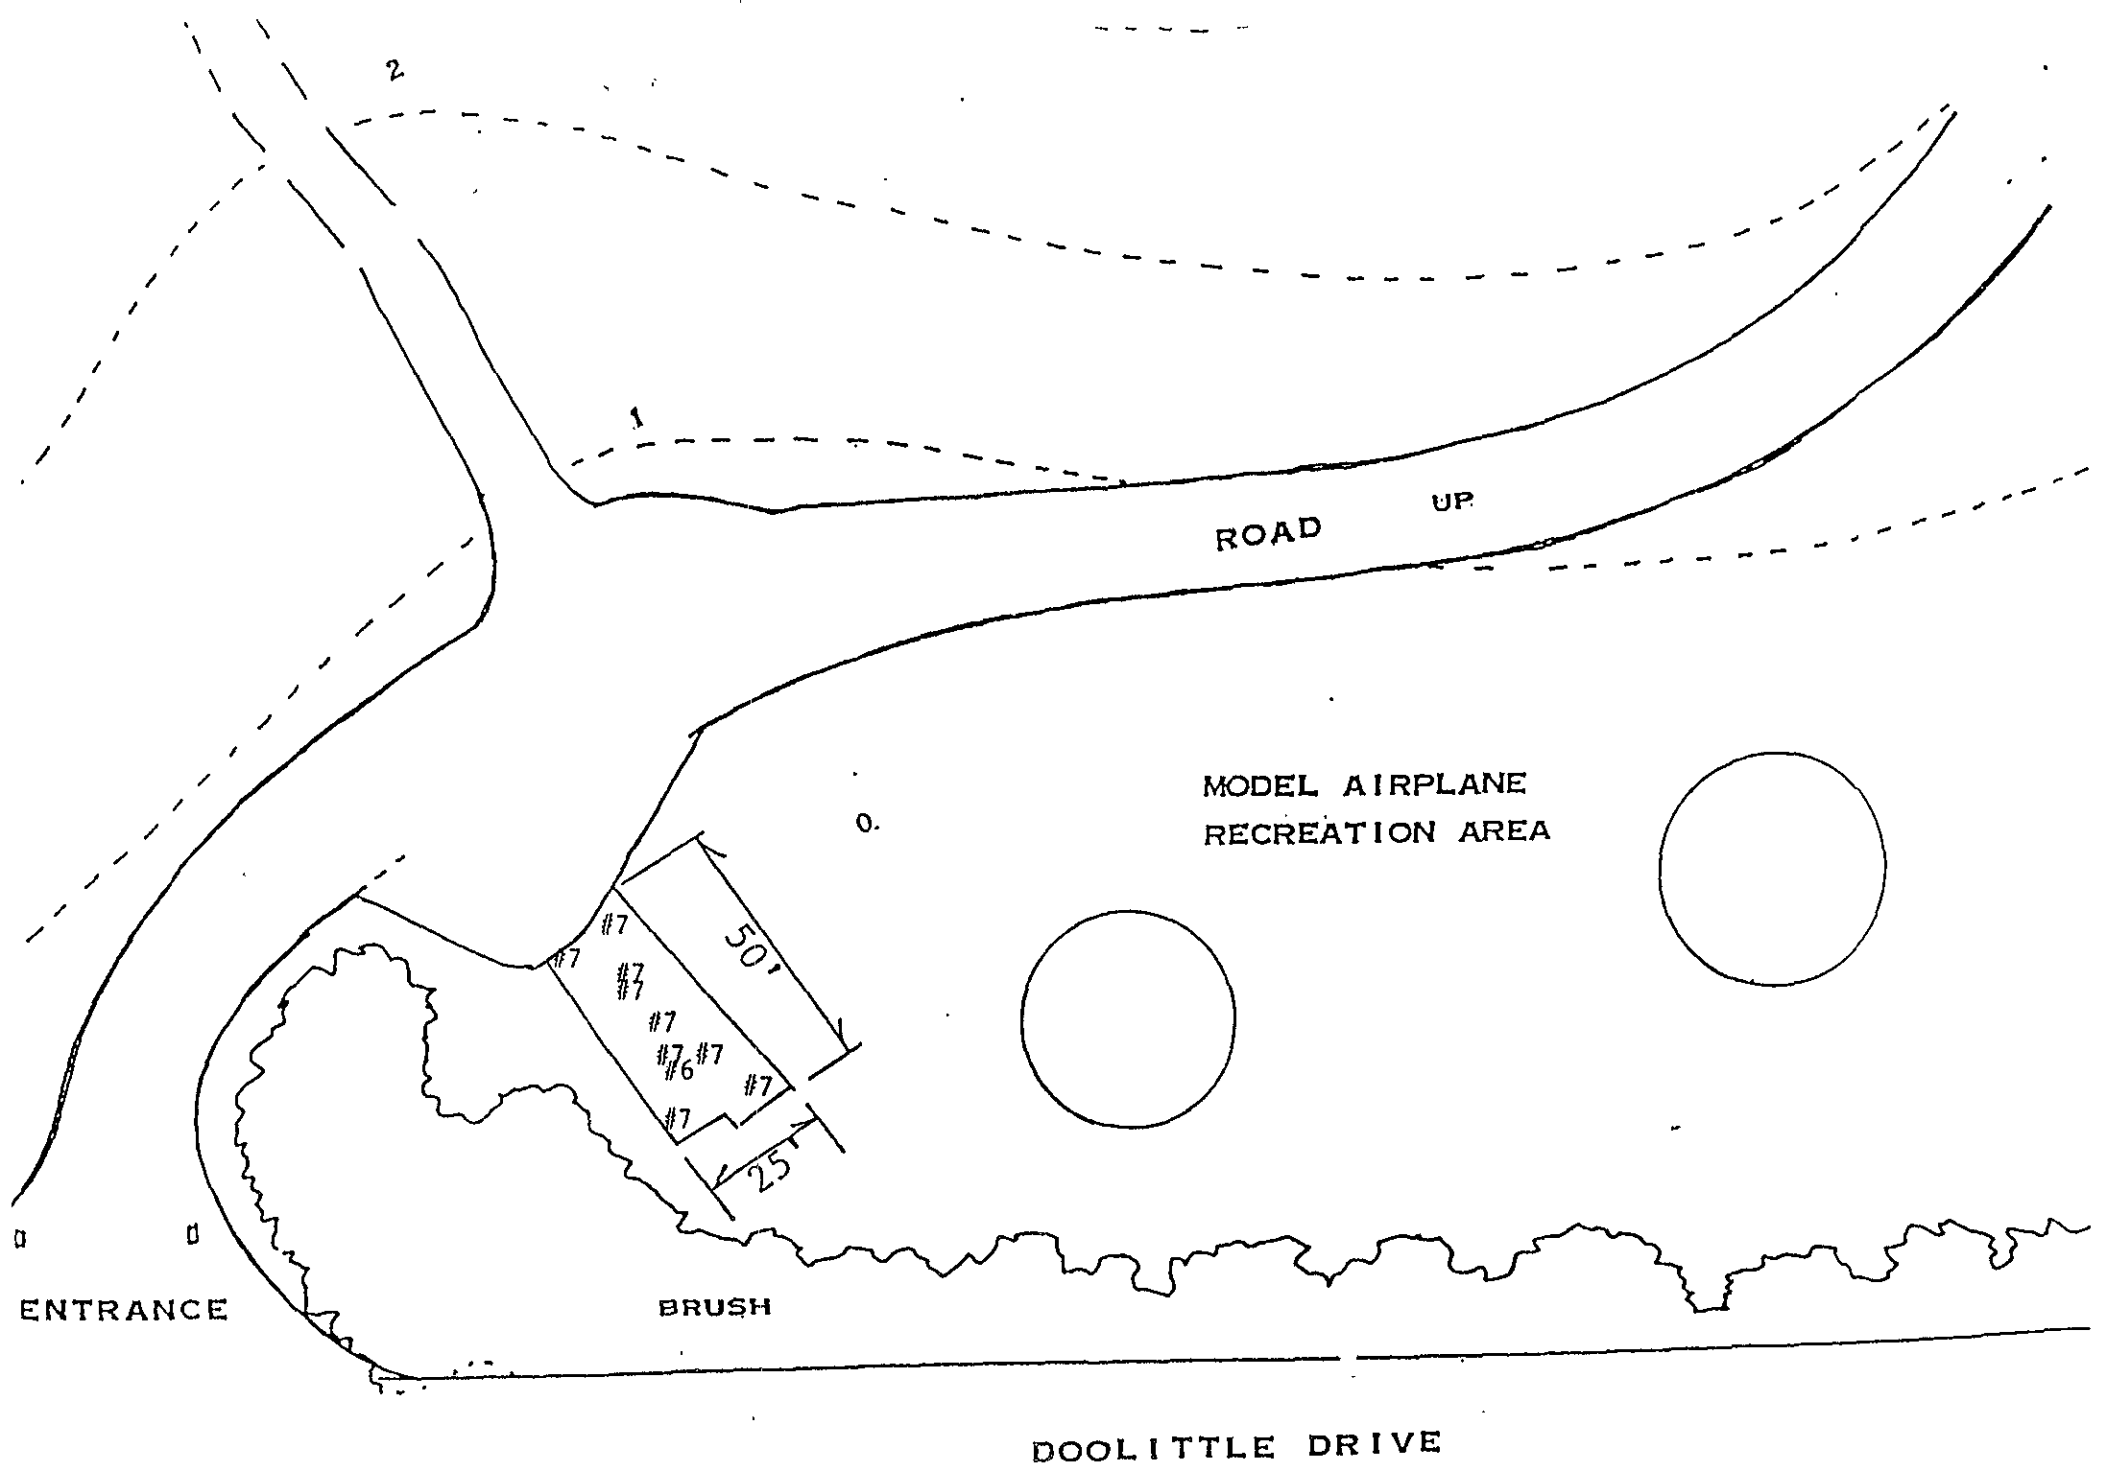 2
1
UP
ROAD
MODEL AIRPLANE
RECREATION AREA
0.
#7
50'
#7
#7
#7
#7
#7 #7
#6
#7
#7
25'
ENTRANCE
BRUSH
DOOLITTLE DRIVE